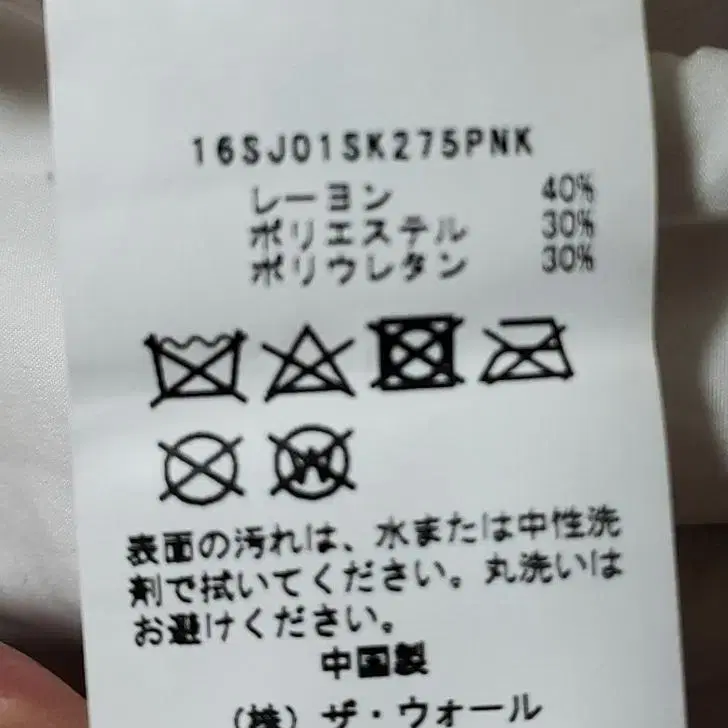 16SJ01SK275PNK
レーヨン 40%
ポリエステル 30%
ポリウレタン 30%
W
表面の汚れは、水または中性洗
剤で拭いてください。丸洗いは
お避けください。
中国製
（株）ザ・ウォール